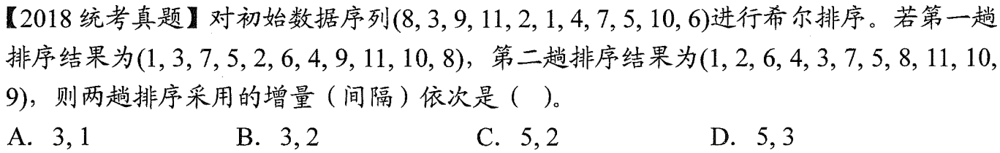 【2018 统考真题】对初始数据序列(8, 3, 9, 11, 2, 1, 4, 7, 5, 10, 6)进行希尔排序。若第一趟
排序结果为(1, 3, 7, 5, 2, 6, 4, 9, 11, 10, 8)，第二趟排序结果为(1, 2, 6, 4, 3, 7, 5, 8, 11, 10,
9)，则两趟排序采用的增量（间隔）依次是（ ）。
A. 3, 1 B. 3, 2 C. 5, 2 D. 5, 3